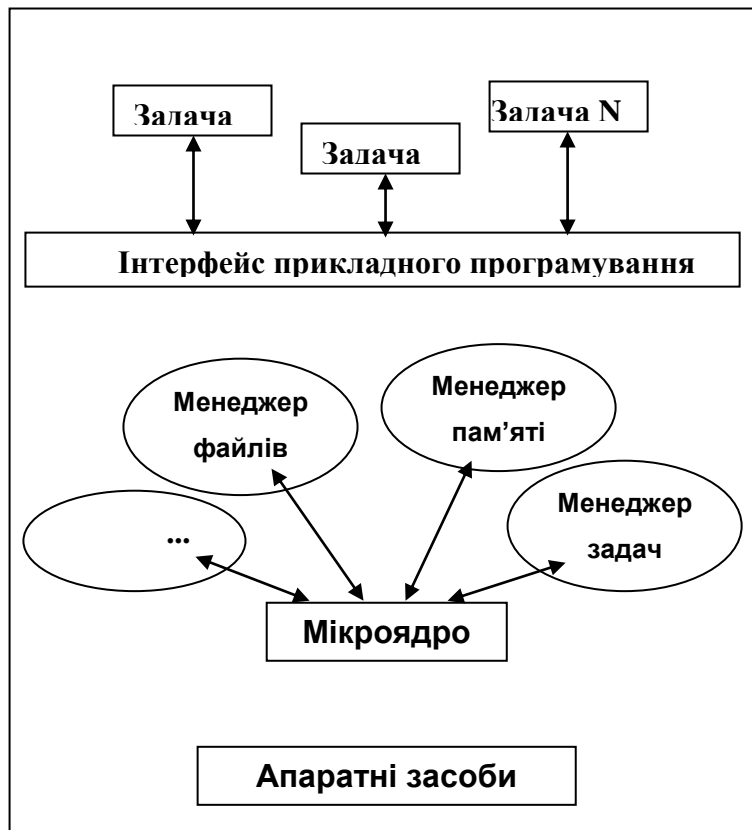 Задача
Задача
Задача N
Інтерфейс прикладного програмування
Менеджер
файлів
Менеджер
пам’яті
...
Менеджер
задач
Мікроядро
Апаратні засоби